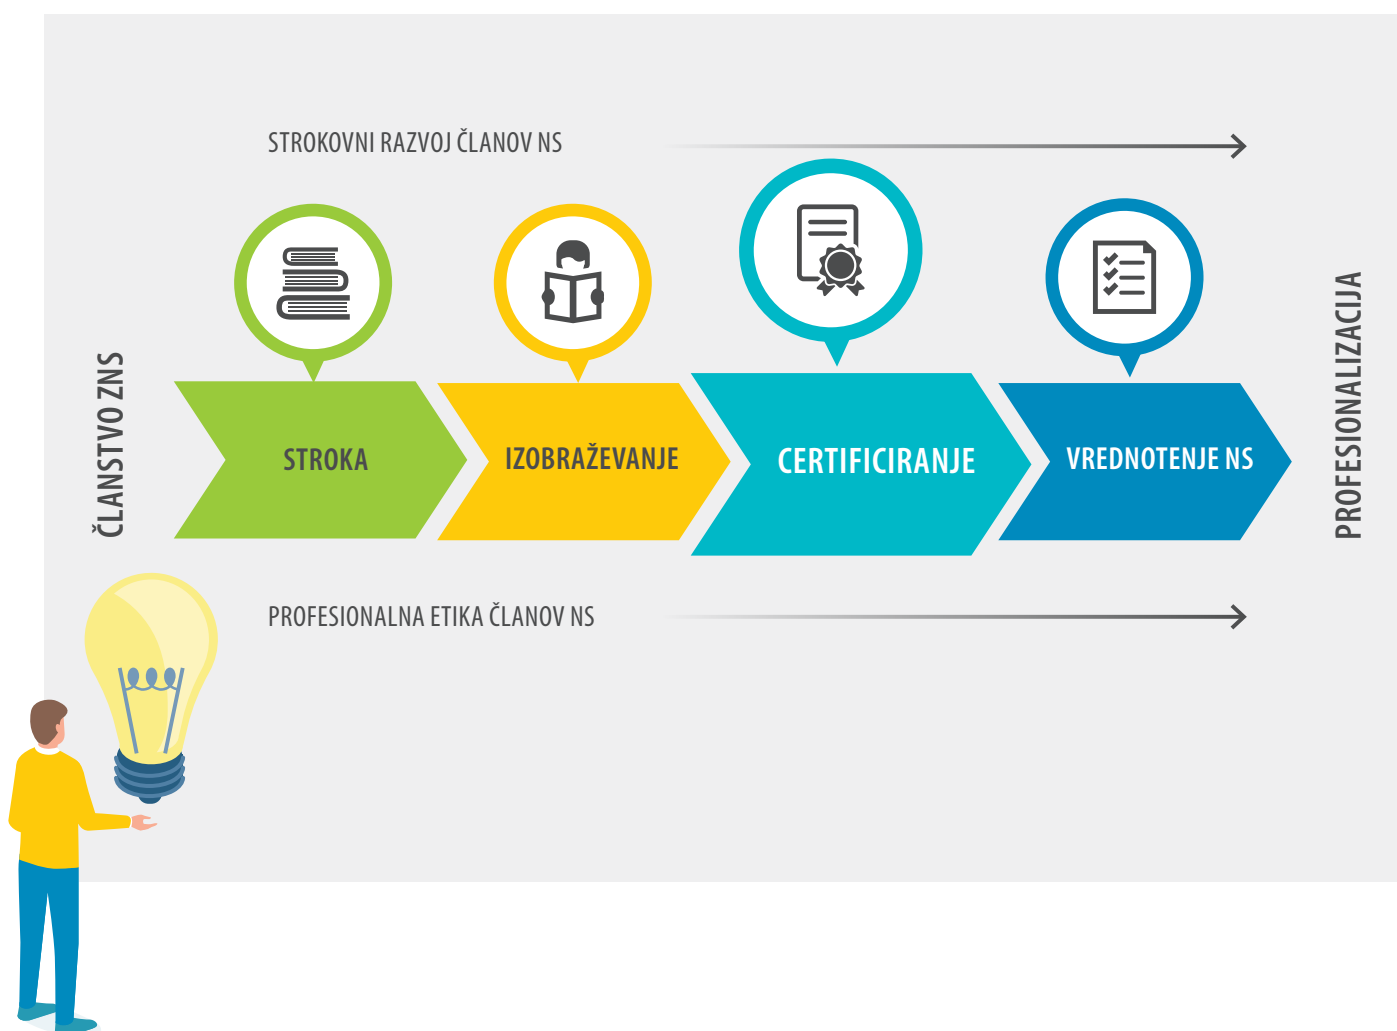 STROKOVNI RAZVOJ ČLANOV NS
ČLANSTVO ZNS
STROKA
IZOBRAŽEVANJE
CERTIFICIRANJE
VREDNOTENJE NS
PROFESIONALIZACIJA
PROFESIONALNA ETIKA ČLANOV NS